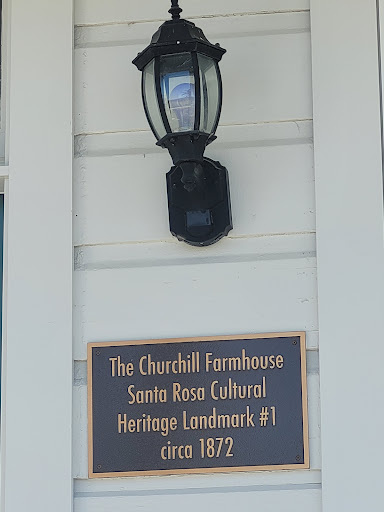 The Churchill Farmhouse
Santa Rosa Cultural
Heritage Landmark #1
circa 1872